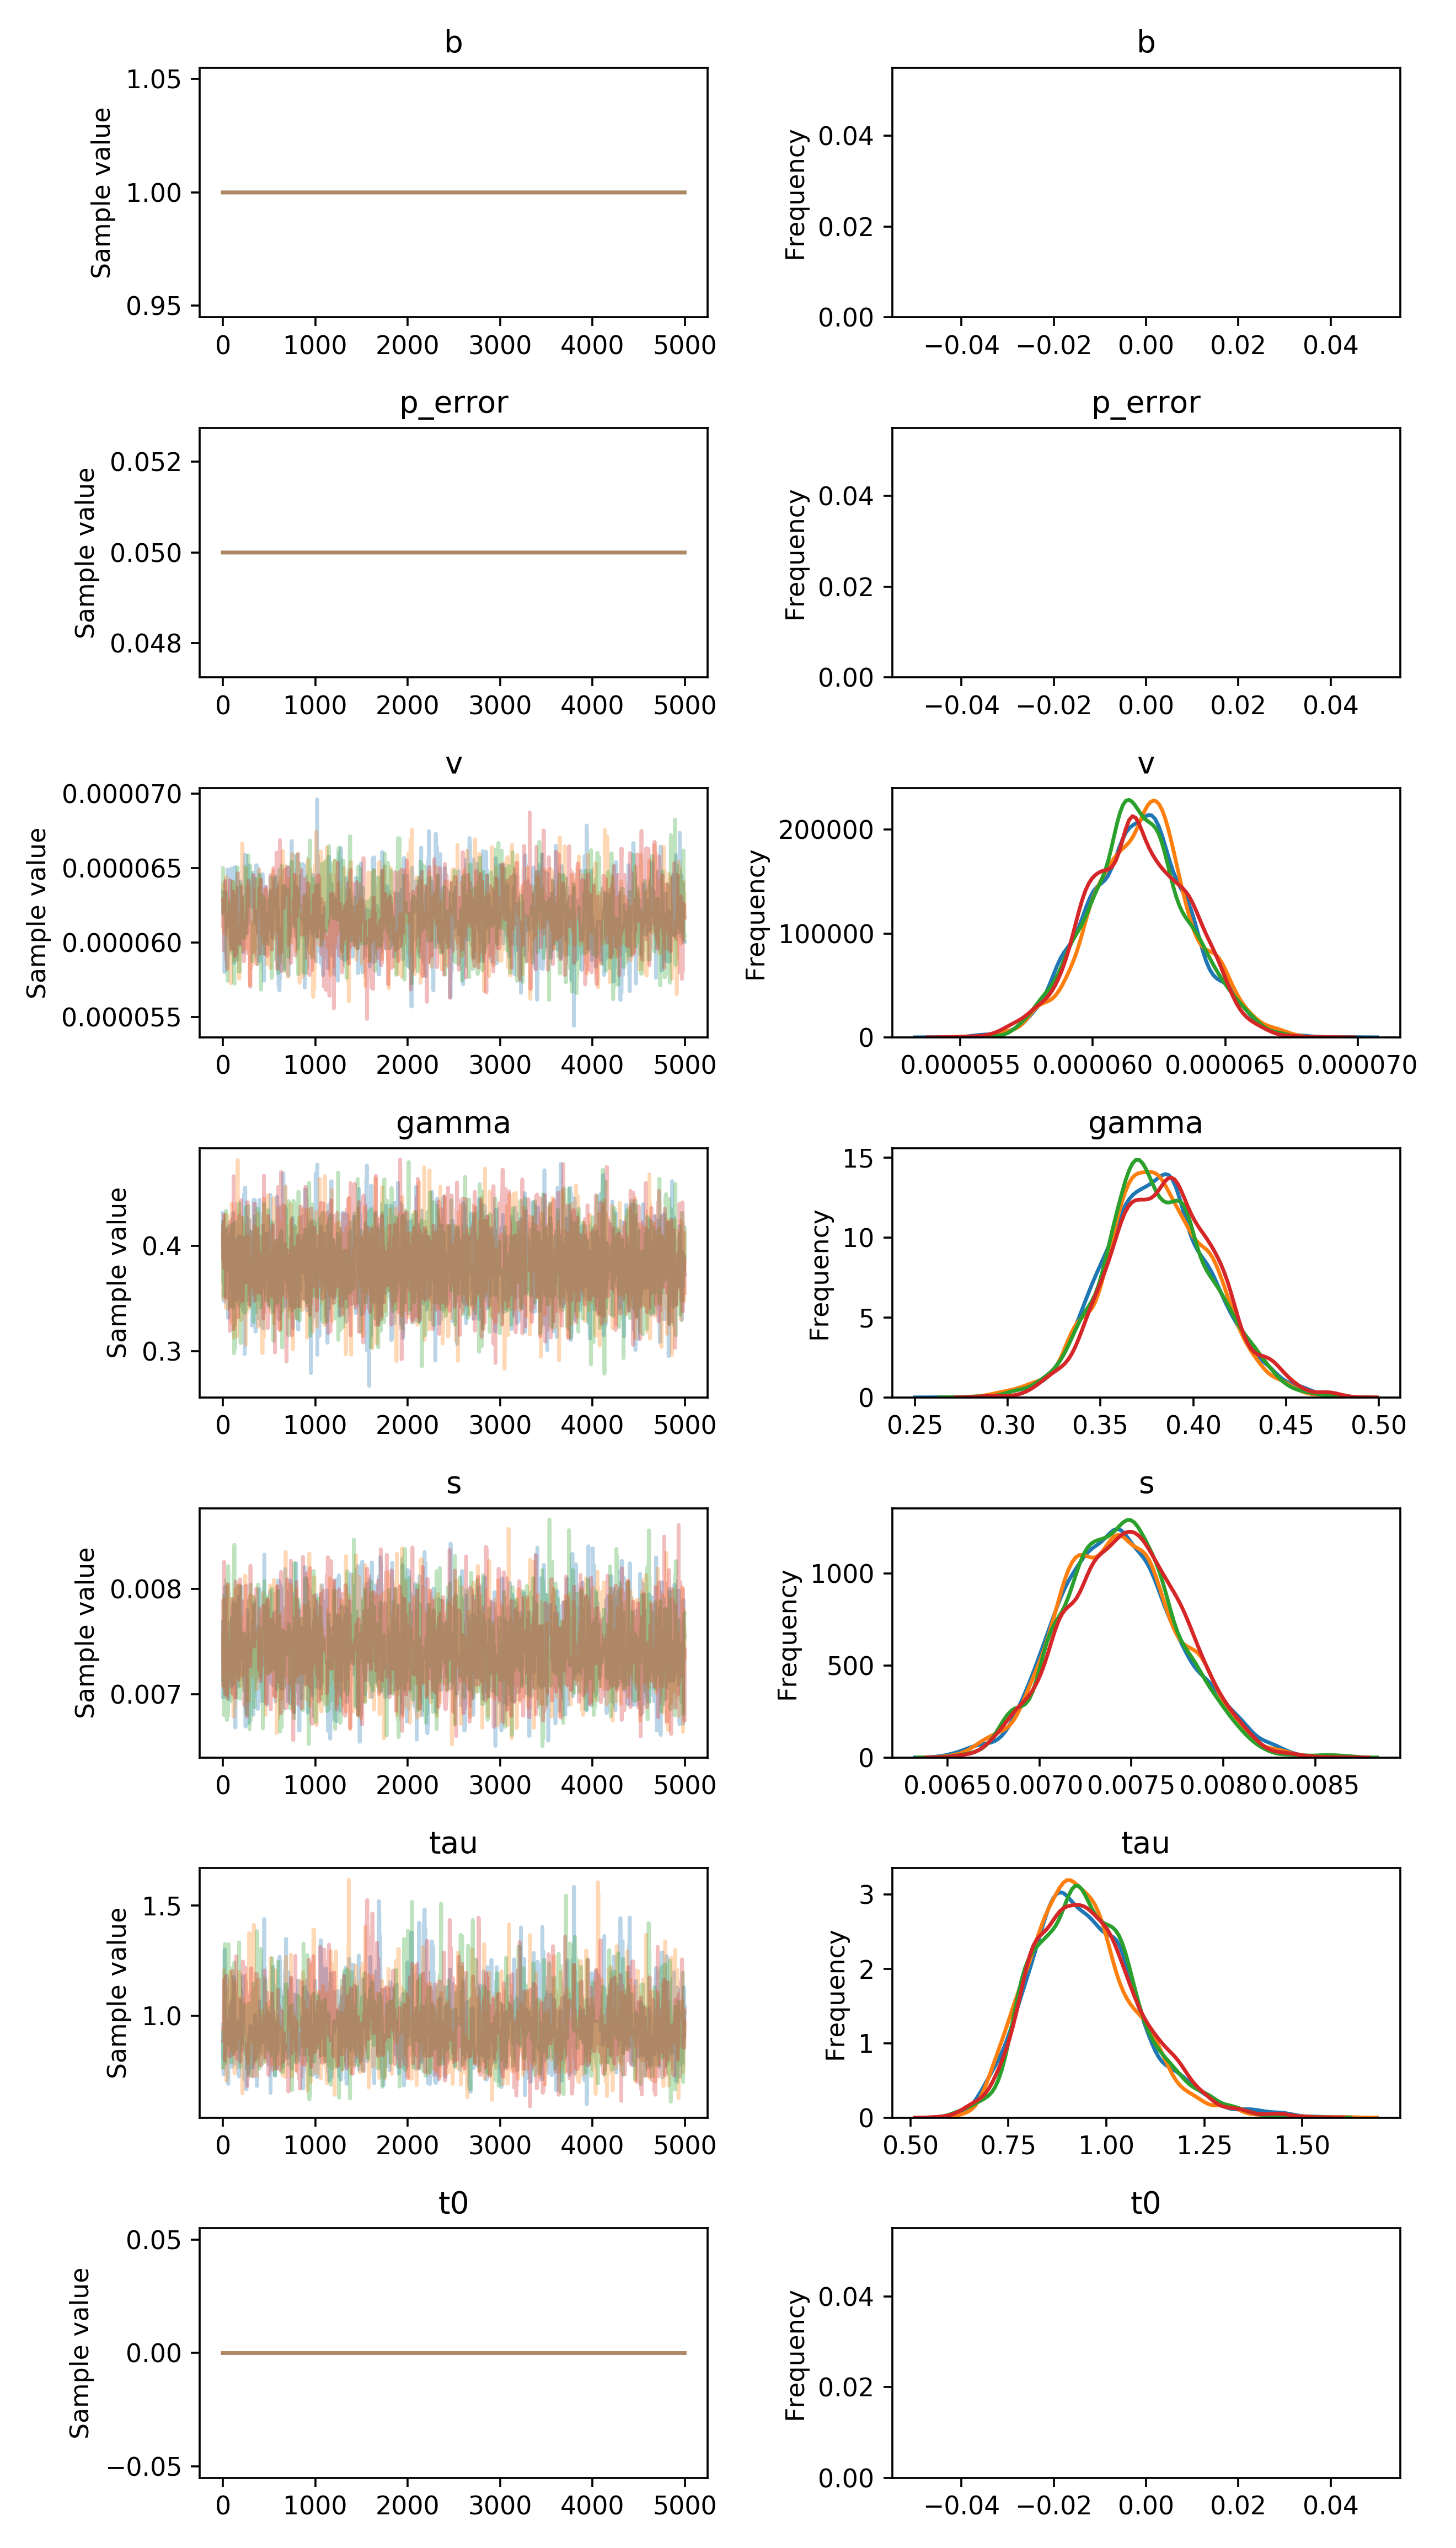 b
b
1.05
1.00
0.95
Sample value
0 1000 2000 3000 4000 5000
0.04
0.02
0.00
Frequency
−0.04 −0.02 0.00 0.02 0.04
p_error
p_error
0.052
0.050
0.048
Sample value
0 1000 2000 3000 4000 5000
0.04
0.02
0.00
Frequency
−0.04 −0.02 0.00 0.02 0.04
v
v
0.000070
0.000065
0.000060
0.000055
Sample value
0 1000 2000 3000 4000 5000
200000
100000
0
Frequency
0.000055 0.000060 0.000065 0.000070
gamma
gamma
0.4
0.3
Sample value
0 1000 2000 3000 4000 5000
15
10
5
0
Frequency
0.25 0.30 0.35 0.40 0.45 0.50
s
s
0.008
0.007
Sample value
0 1000 2000 3000 4000 5000
1000
500
0
Frequency
0.0065 0.0070 0.0075 0.0080 0.0085
tau
tau
1.5
1.0
Sample value
0 1000 2000 3000 4000 5000
3
2
1
0
Frequency
0.50 0.75 1.00 1.25 1.50
t0
t0
0.05
0.00
−0.05
Sample value
0 1000 2000 3000 4000 5000
0.04
0.02
0.00
Frequency
−0.04 −0.02 0.00 0.02 0.04